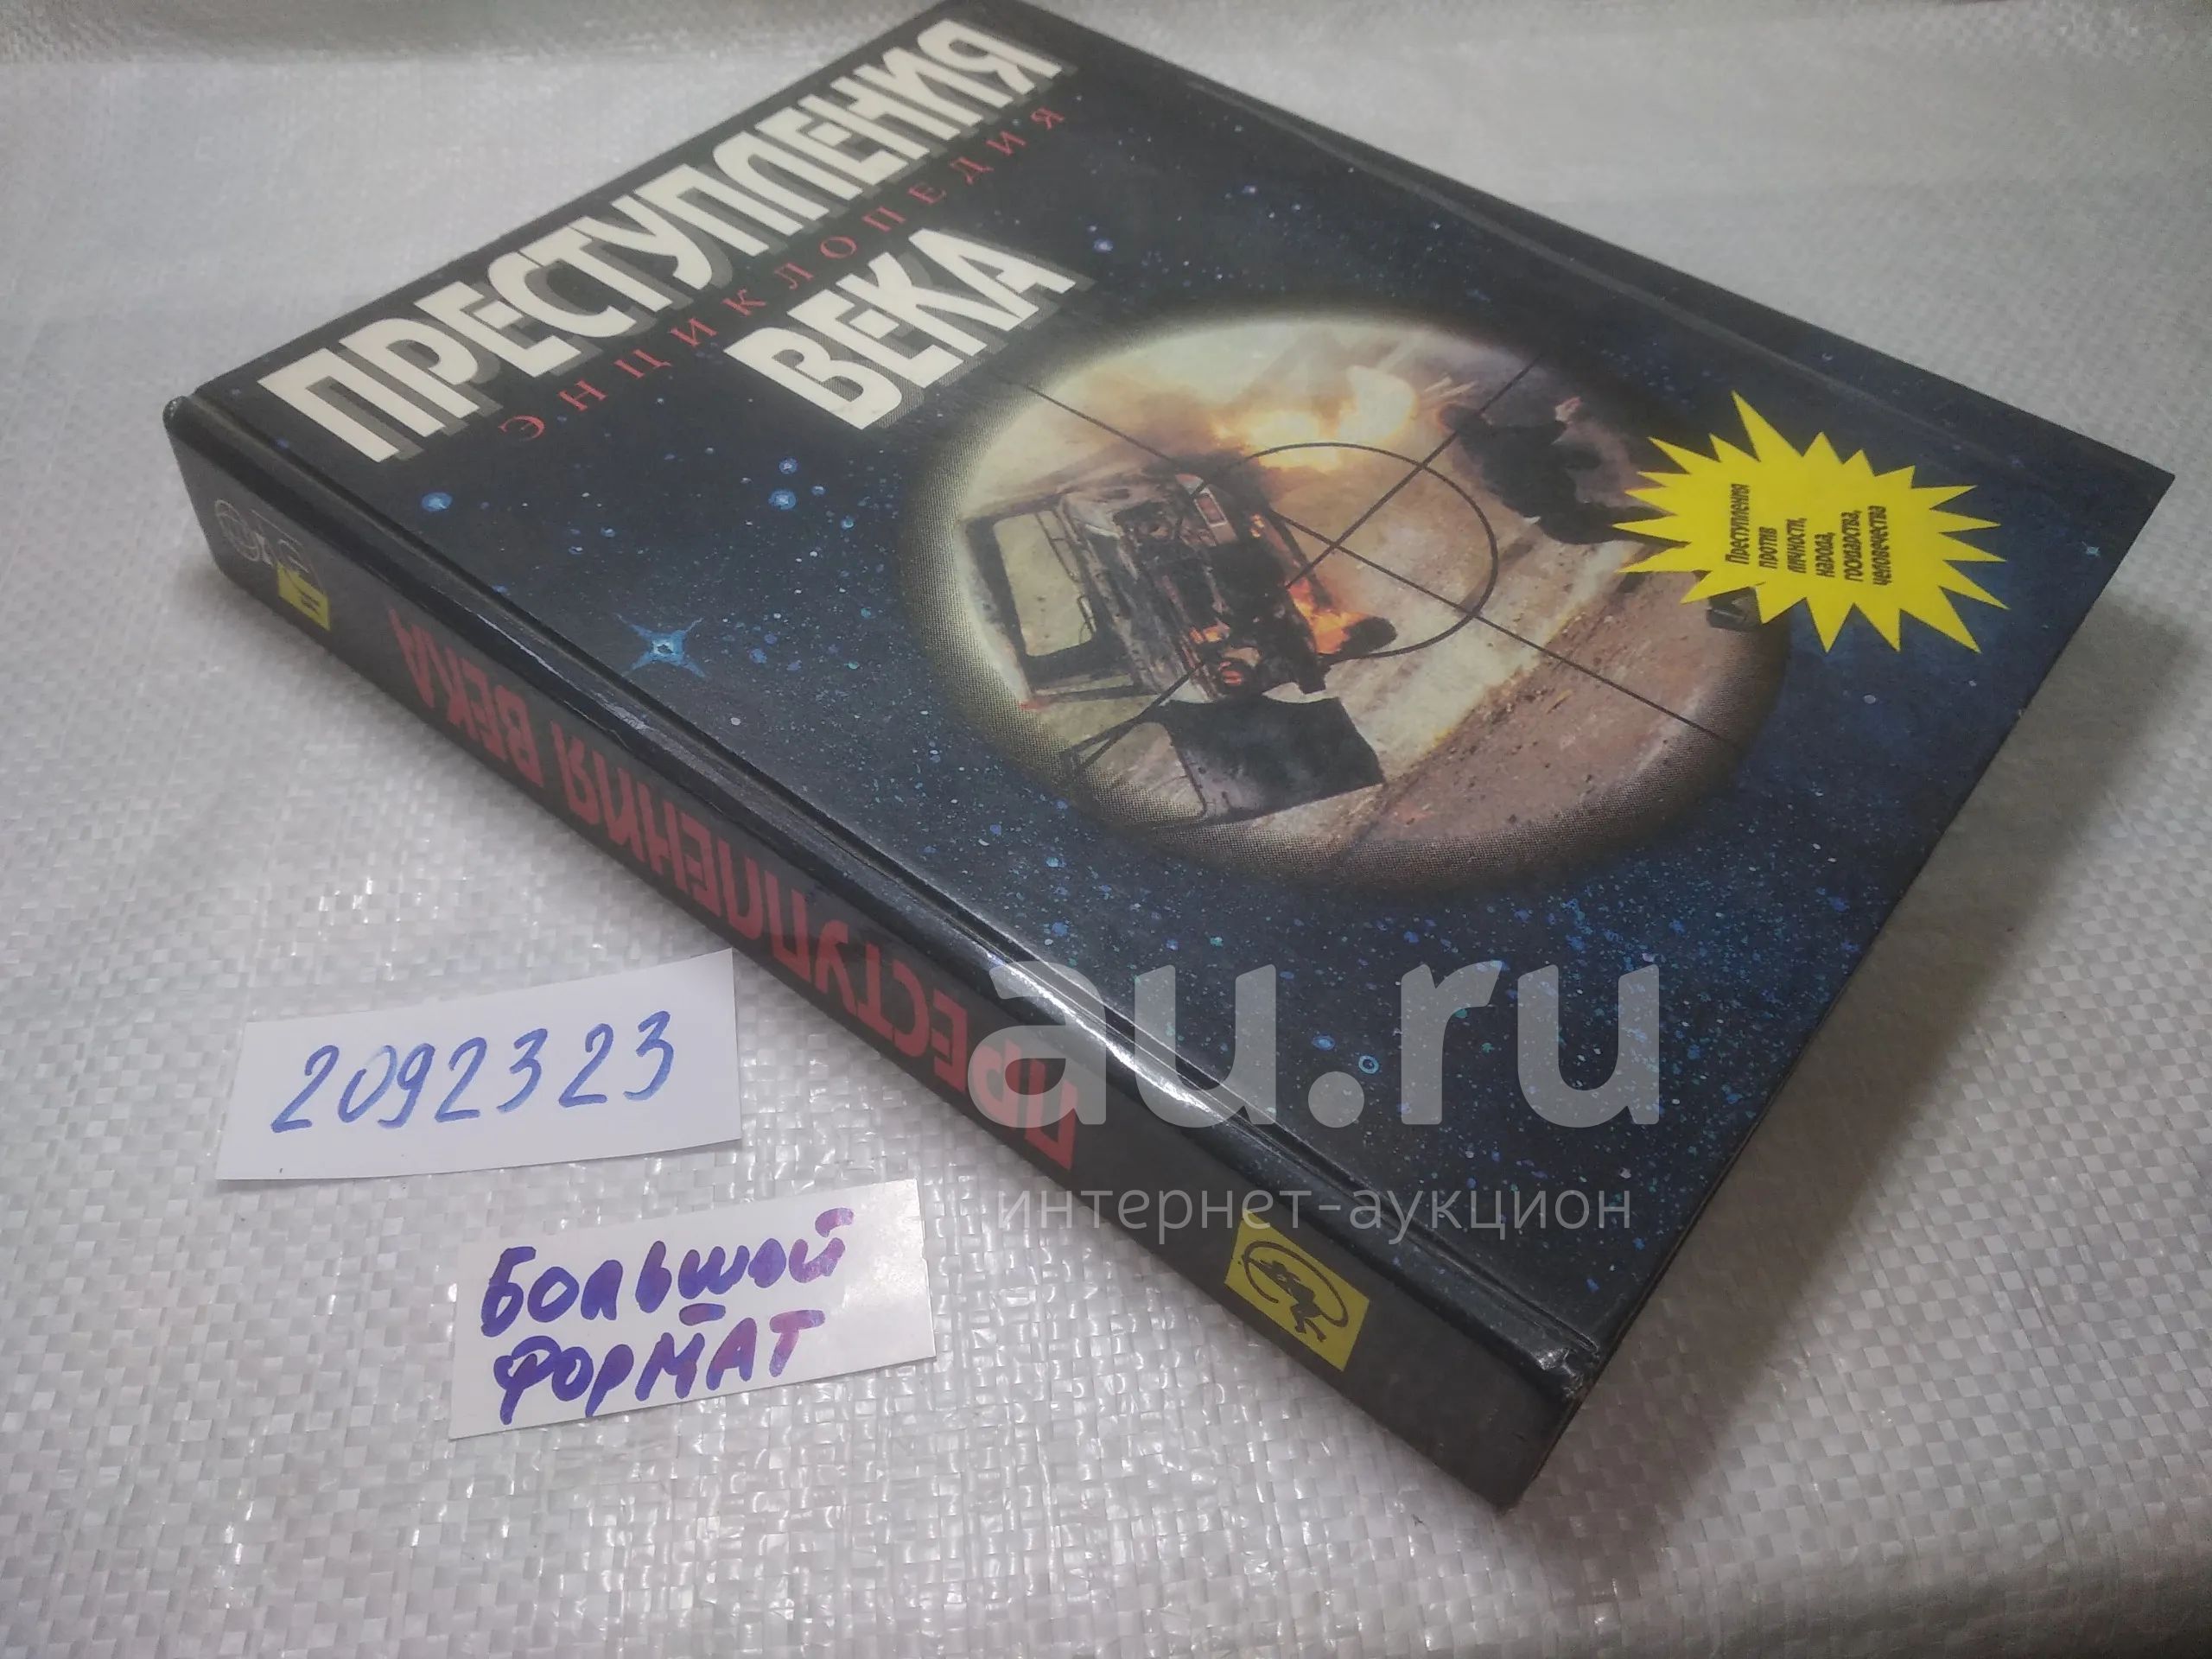 ПРЕСТУПЛЕНИЯ
ЭНЦИКЛОПЕДИЯ
ВЕКА
Преступления
против
личности,
народа,
государства,
человечества
ПРЕСТУПЛЕНИЯ ВЕКА
2092323
БОЛЬШОЙ
ФОРМАТ
au.ru
интернет-аукцион